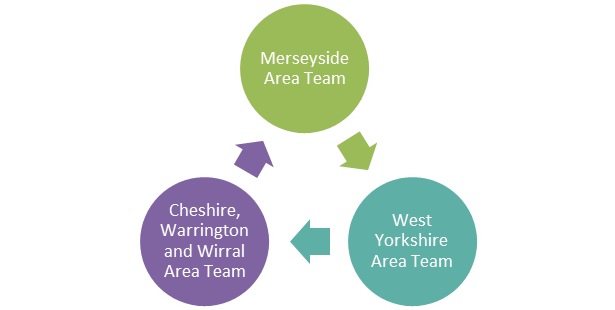 Merseyside
Area Team
West
Yorkshire
Area Team
Cheshire,
Warrington
and Wirral
Area Team